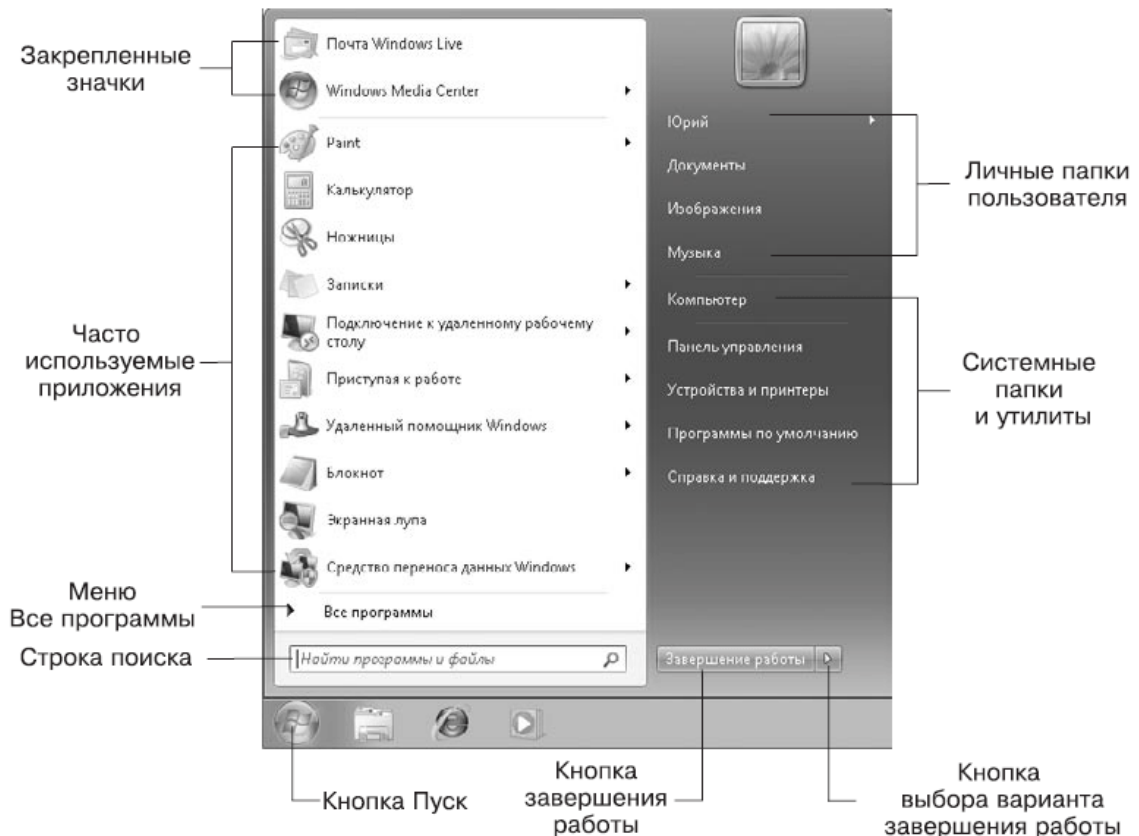 Закрепленные
значки
Почта Windows Live
Windows Media Center
Часто
используемые
приложения
Paint
Калькулятор
Ножницы
Записки
Подключение к удаленному рабочему
столу
Приступая к работе
Удаленный помощник Windows
Блокнот
Экранная лупа
Средство переноса данных Windows
Меню
Все программы
Все программы
Строка поиска
Найти программы и файлы
Юрий
Документы
Изображения
Музыка
Личные папки
пользователя
Компьютер
Панель управления
Устройства и принтеры
Программы по умолчанию
Справка и поддержка
Системные
папки
и утилиты
Завершение работы
Кнопка Пуск
Кнопка
завершения
работы
Кнопка
выбора варианта
завершения работы